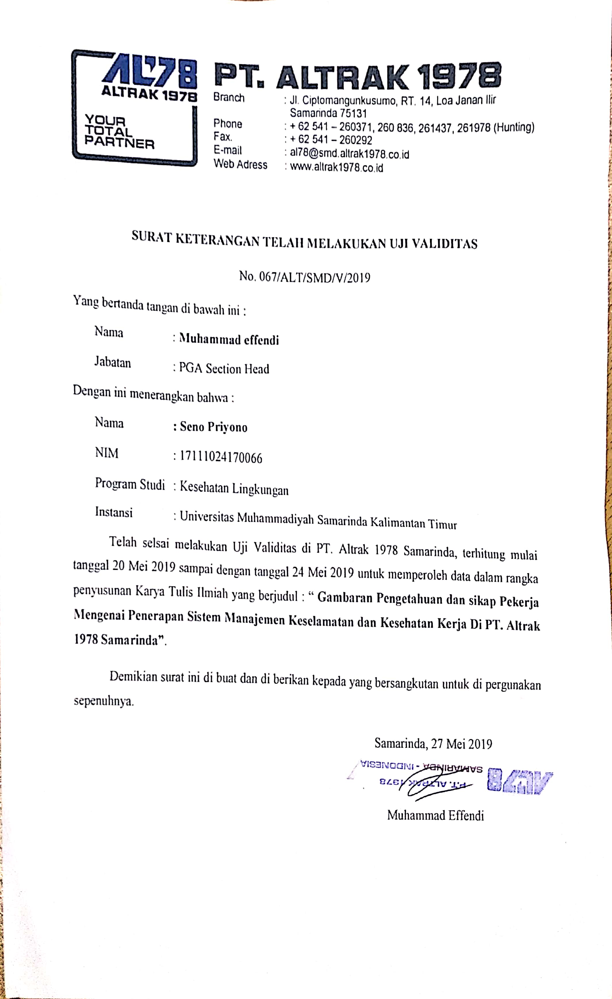 AL'78 PT. ALTRAK 1978
ALTRAK 1978
YOUR
TOTAL
PARTNER
Branch : Jl. Ciptomangunkusumo, RT. 14, Loa Janan Ilir
Samarinda 75131
Phone : + 62 541 – 260371, 260 836, 261437, 261978 (Hunting)
Fax. : + 62 541 – 260292
E-mail : al78@smd.altrak1978.co.id
Web Adress : www.altrak1978.co.id
SURAT KETERANGAN TELAH MELAKUKAN UJI VALIDITAS
No. 067/ALT/SMD/V/2019
Yang bertanda tangan di bawah ini :
Nama : Muhammad effendi
Jabatan : PGA Section Head
Dengan ini menerangkan bahwa :
Nama : Seno Priyono
NIM : 17111024170066
Program Studi : Kesehatan Lingkungan
Instansi : Universitas Muhammadiyah Samarinda Kalimantan Timur
Telah selsai melakukan Uji Validitas di PT. Altrak 1978 Samarinda, terhitung mulai
tanggal 20 Mei 2019 sampai dengan tanggal 24 Mei 2019 untuk memperoleh data dalam rangka
penyusunan Karya Tulis Ilmiah yang berjudul : “ Gambaran Pengetahuan dan sikap Pekerja
Mengenai Penerapan Sistem Manajemen Keselamatan dan Kesehatan Kerja Di PT. Altrak
1978 Samarinda”.
Demikian surat ini di buat dan di berikan kepada yang bersangkutan untuk di pergunakan
sepenuhnya.
Samarinda, 27 Mei 2019
AL'78
P.T. ALTRAK 1978
SAMARINDA - INDONESIA
Muhammad Effendi